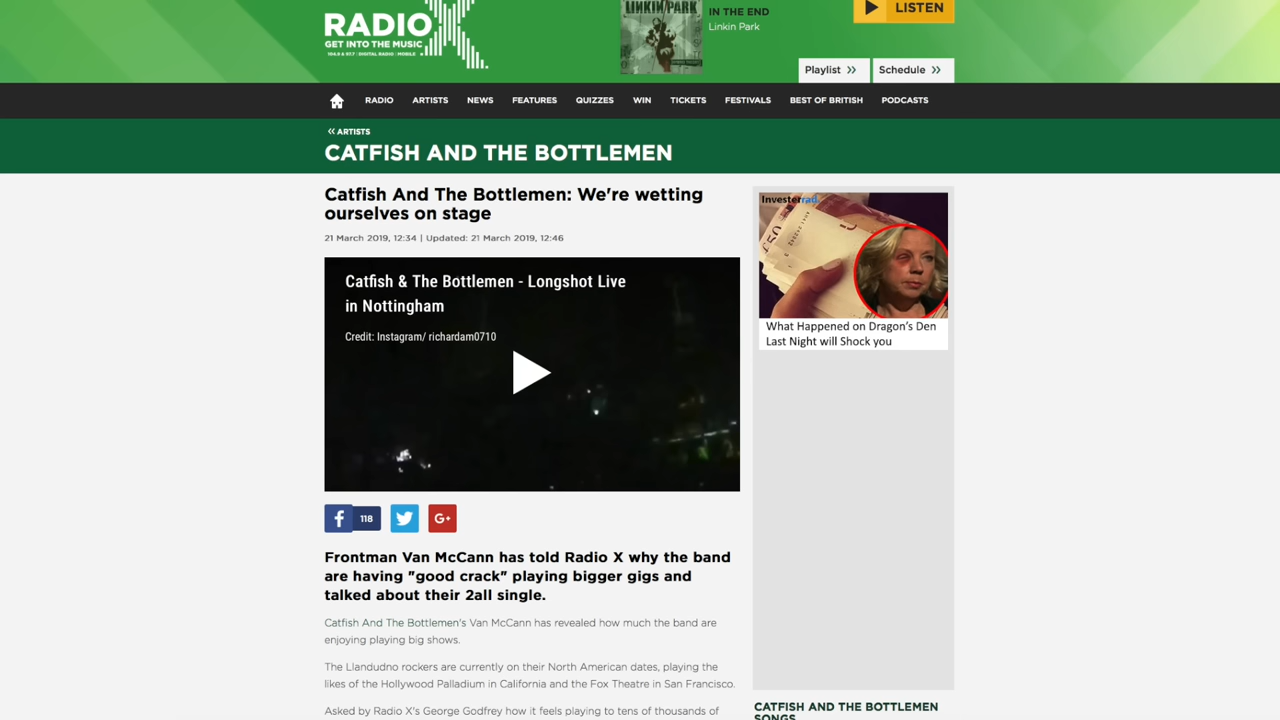 RADIO X
GET INTO THE MUSIC
104.9 & 97.7 | DIGITAL RADIO | MOBILE
LINKIN PARK
IN THE END
Linkin Park
LISTEN
Playlist
Schedule
RADIO
ARTISTS
NEWS
FEATURES
QUIZZES
WIN
TICKETS
FESTIVALS
BEST OF BRITISH
PODCASTS
ARTISTS
CATFISH AND THE BOTTLEMEN
Catfish And The Bottlemen: We're wetting
ourselves on stage
21 March 2019, 12:34 | Updated: 21 March 2019, 12:46
Catfish & The Bottlemen - Longshot Live
in Nottingham
Credit: Instagram/ richardam0710
118
G+
Frontman Van McCann has told Radio X why the band
are having "good crack" playing bigger gigs and
talked about their 2all single.
Catfish And The Bottlemen's Van McCann has revealed how much the band are
enjoying playing big shows.
The Llandudno rockers are currently on their North American dates, playing the
likes of the Hollywood Palladium in California and the Fox Theatre in San Francisco.
Asked by Radio X's George Godfrey how it feels playing to tens of thousands of
Investerrad
£50
What Happened on Dragon's Den
Last Night will Shock you
CATFISH AND THE BOTTLEMEN
SONGS